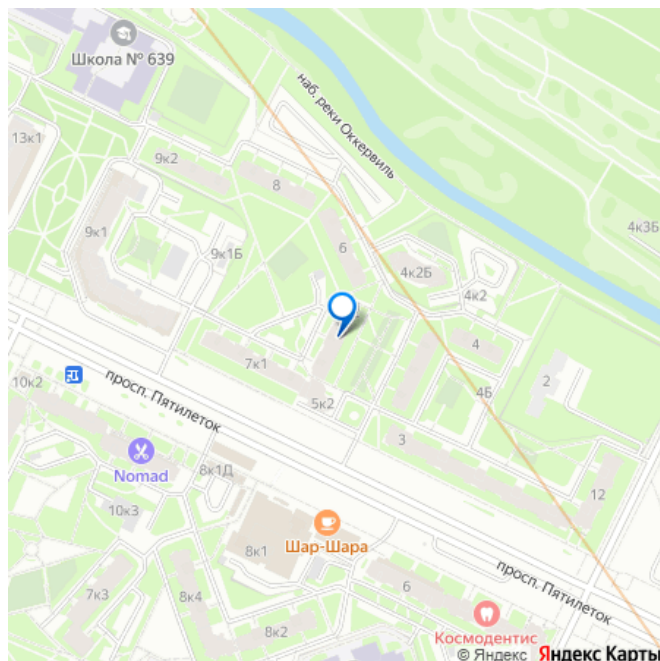 Школа № 639
наб. реки Оккервиль
13к1
9к2
8
9к1
9к1Б
6
4к2Б
4к3Б
4к2
4
7к1
5к2
4Б
2
10к2
просп. Пятилеток
3
Nomad
8к1Д
12
10к3
Шар-Шара
8к1
просп. Пятилеток
7к3
8к4
6
8к2
Космодентис
© Яндекс Яндекс Карты